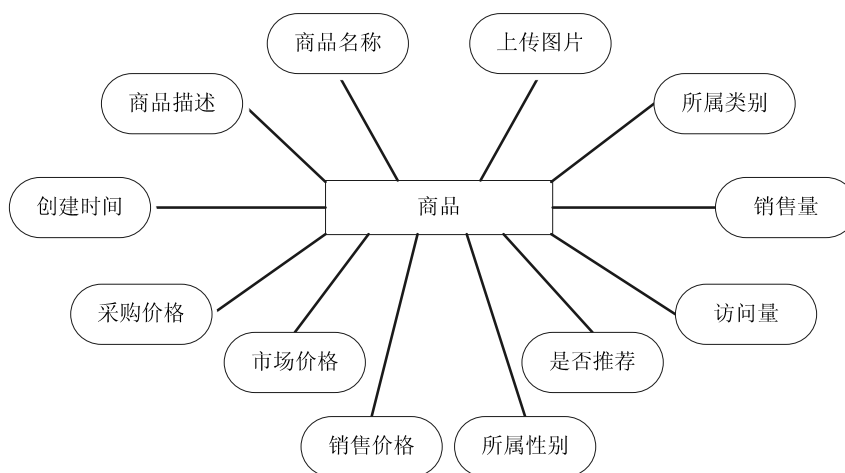 商品名称
上传图片
商品描述
所属类别
创建时间
商品
销售量
采购价格
访问量
市场价格
是否推荐
销售价格
所属性别